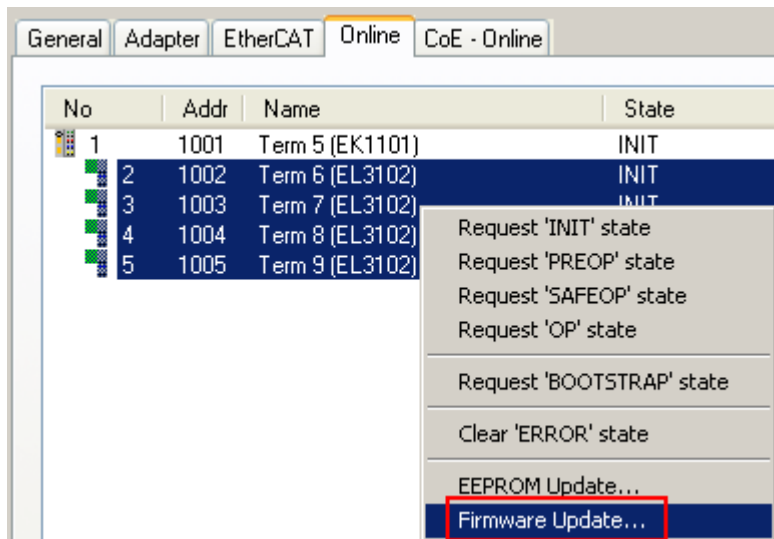 General Adapter EtherCAT Online CoE - Online
No Addr Name State
1 1001 Term 5 (EK1101) INIT
2 1002 Term 6 (EL3102) INIT
3 1003 Term 7 (EL3102) INIT
4 1004 Term 8 (EL3102)
5 1005 Term 9 (EL3102)
Request 'INIT' state
Request 'PREOP' state
Request 'SAFEOP' state
Request 'OP' state
Request 'BOOTSTRAP' state
Clear 'ERROR' state
EEPROM Update...
Firmware Update...